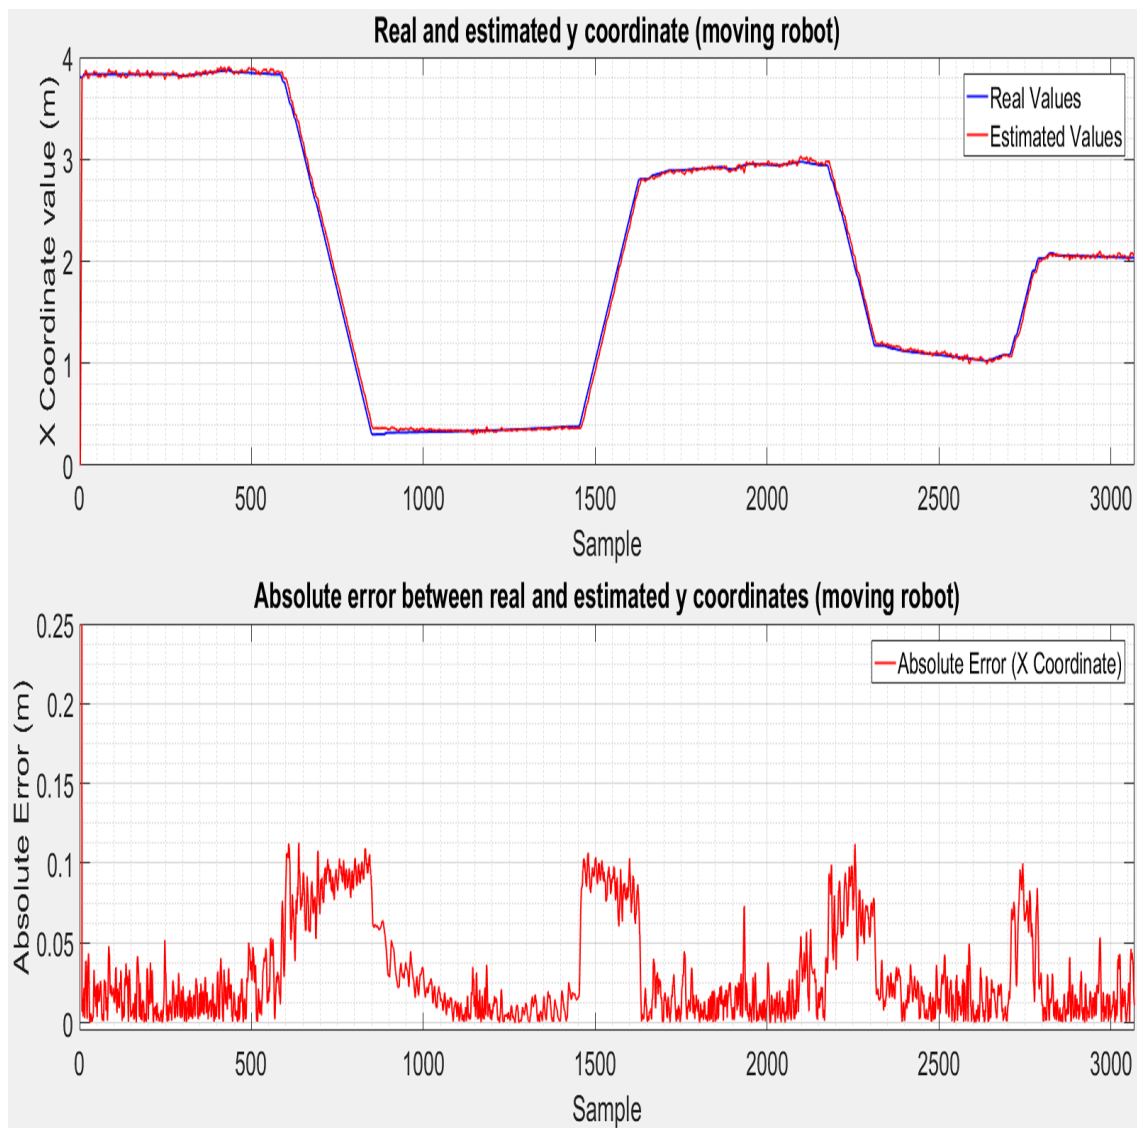 Real and estimated y coordinate (moving robot)
X Coordinate value (m)
4
3
2
1
0
Real Values
Estimated Values
0 500 1000 1500 2000 2500 3000
Sample
Absolute error between real and estimated y coordinates (moving robot)
Absolute Error (m)
0.25
0.2
0.15
0.1
0.05
0
Absolute Error (X Coordinate)
0 500 1000 1500 2000 2500 3000
Sample